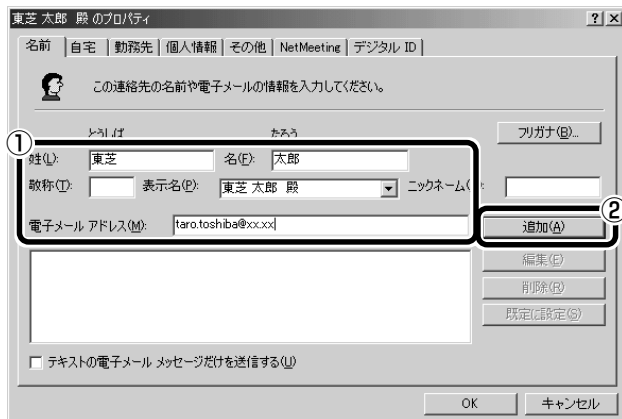 東芝 太郎 殿 のプロパティ ? ×
名前 自宅 勤務先 個人情報 その他 NetMeeting デジタル ID
この連絡先の名前や電子メールの情報を入力してください。
とうしば たろう フリガナ(B)...
①
姓(L): 東芝 名(F): 太郎
敬称(T): 表示名(P): 東芝 太郎 殿 ニックネーム(
②
電子メール アドレス(M): taro.toshiba@xx.xx 追加(A)
編集(E)
削除(R)
既定に設定(S)
テキストの電子メール メッセージだけを送信する(U)
OK キャンセル